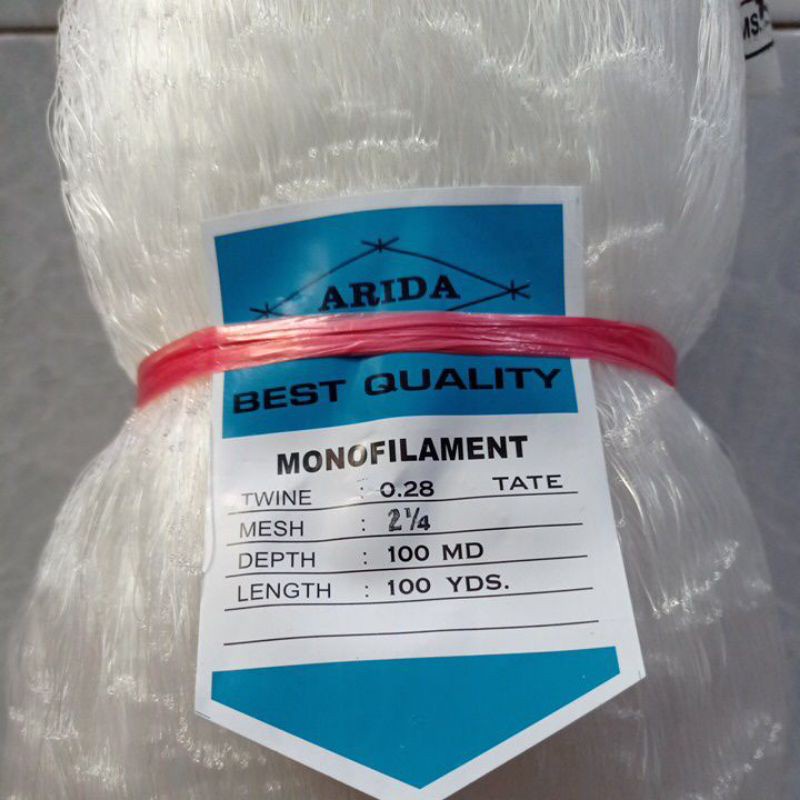 ARIDA
BEST QUALITY
MONOFILAMENT
TWINE : 0.28 TATE
MESH : 2¼
DEPTH : 100 MD
LENGTH : 100 YDS.